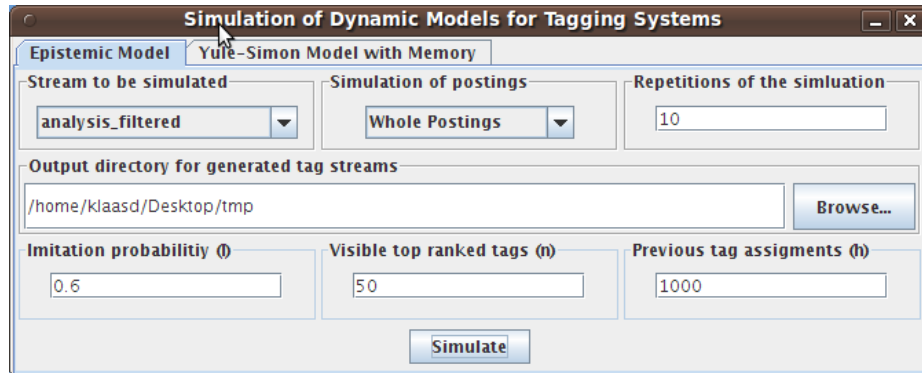 Simulation of Dynamic Models for Tagging Systems
Epistemic Model Yule-Simon Model with Memory
Stream to be simulated Simulation of postings Repetitions of the simluation
analysis_filtered Whole Postings 10
Output directory for generated tag streams
/home/klaasd/Desktop/tmp Browse...
Imitation probabilitiy (I) Visible top ranked tags (n) Previous tag assigments (h)
0.6 50 1000
Simulate